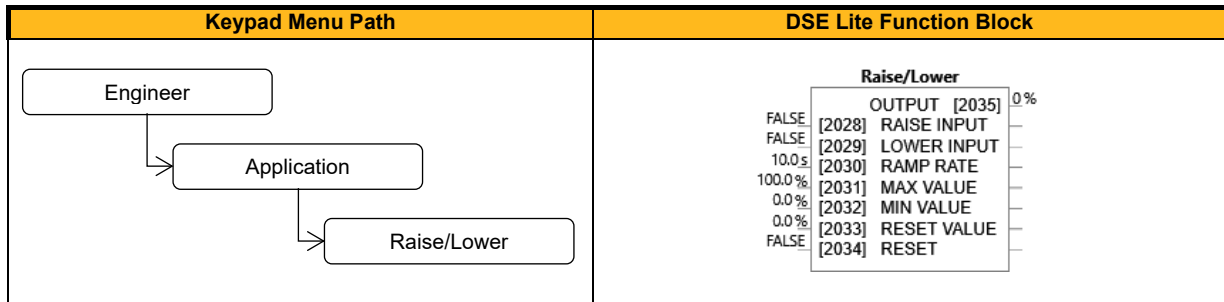 Keypad Menu Path
DSE Lite Function Block
Engineer
Application
Raise/Lower
Raise/Lower
OUTPUT [2035] 0 %
FALSE [2028] RAISE INPUT
FALSE [2029] LOWER INPUT
10.0 s [2030] RAMP RATE
100.0 % [2031] MAX VALUE
0.0 % [2032] MIN VALUE
0.0 % [2033] RESET VALUE
FALSE [2034] RESET